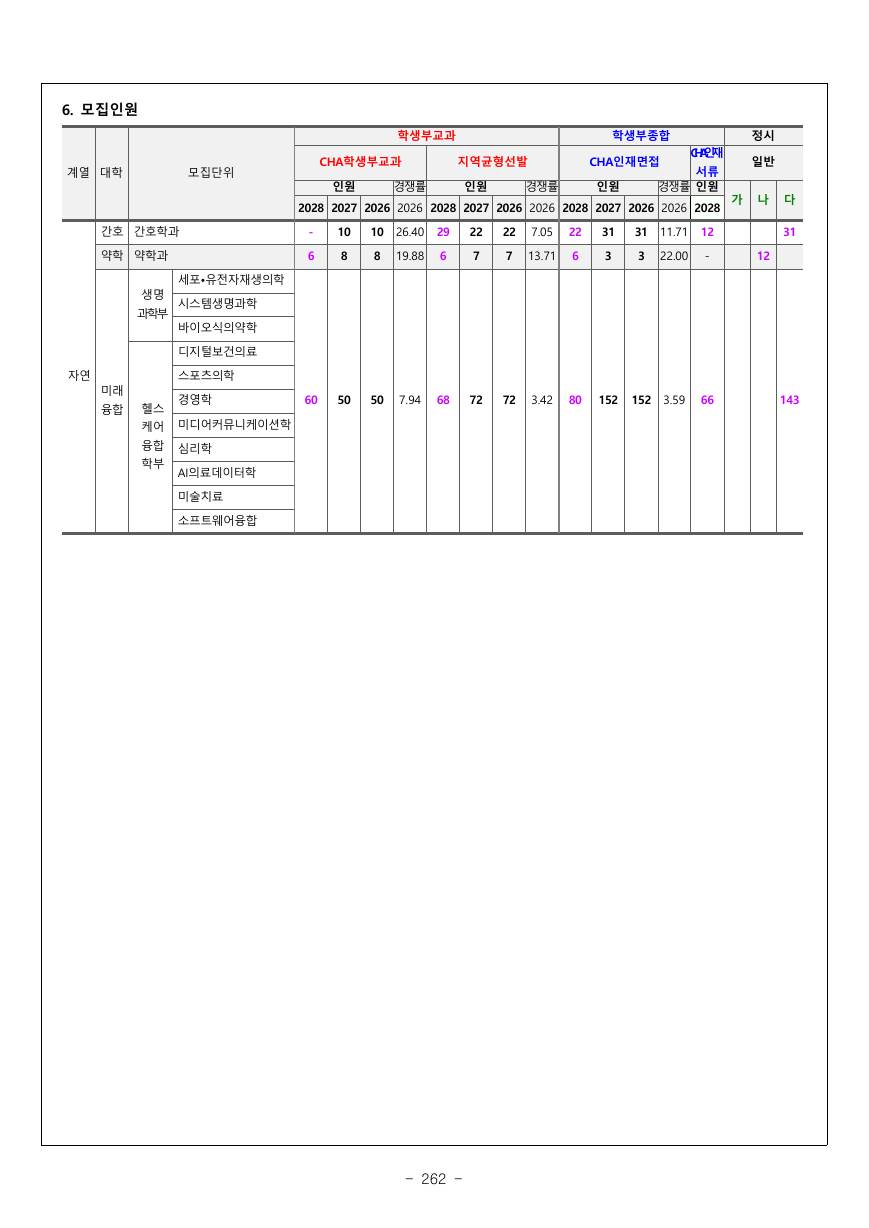 6. 모집인원
계열 대학 모집단위 학생부교과 학생부종합 정시
CHA학생부교과 지역균형선발 CHA인재면접 CHA인재 서류 일반
인원 경쟁률 인원 경쟁률 인원 경쟁률 인원 가 나 다
2028 2027 2026 2026 2028 2027 2026 2026 2028 2027 2026 2026 2028
자연 간호 간호학과 - 10 10 26.40 29 22 22 7.05 22 31 31 11.71 12 31
약학 약학과 6 8 8 19.88 6 7 7 13.71 6 3 3 22.00 - 12
미래 융합 생명 과학부 세포•유전자재생의학
시스템생명과학
바이오식의약학
헬스 케어 융합 학부 디지털보건의료
스포츠의학
경영학 60 50 50 7.94 68 72 72 3.42 80 152 152 3.59 66 143
미디어커뮤니케이션학
심리학
AI의료데이터학
미술치료
소프트웨어융합
- 262 -